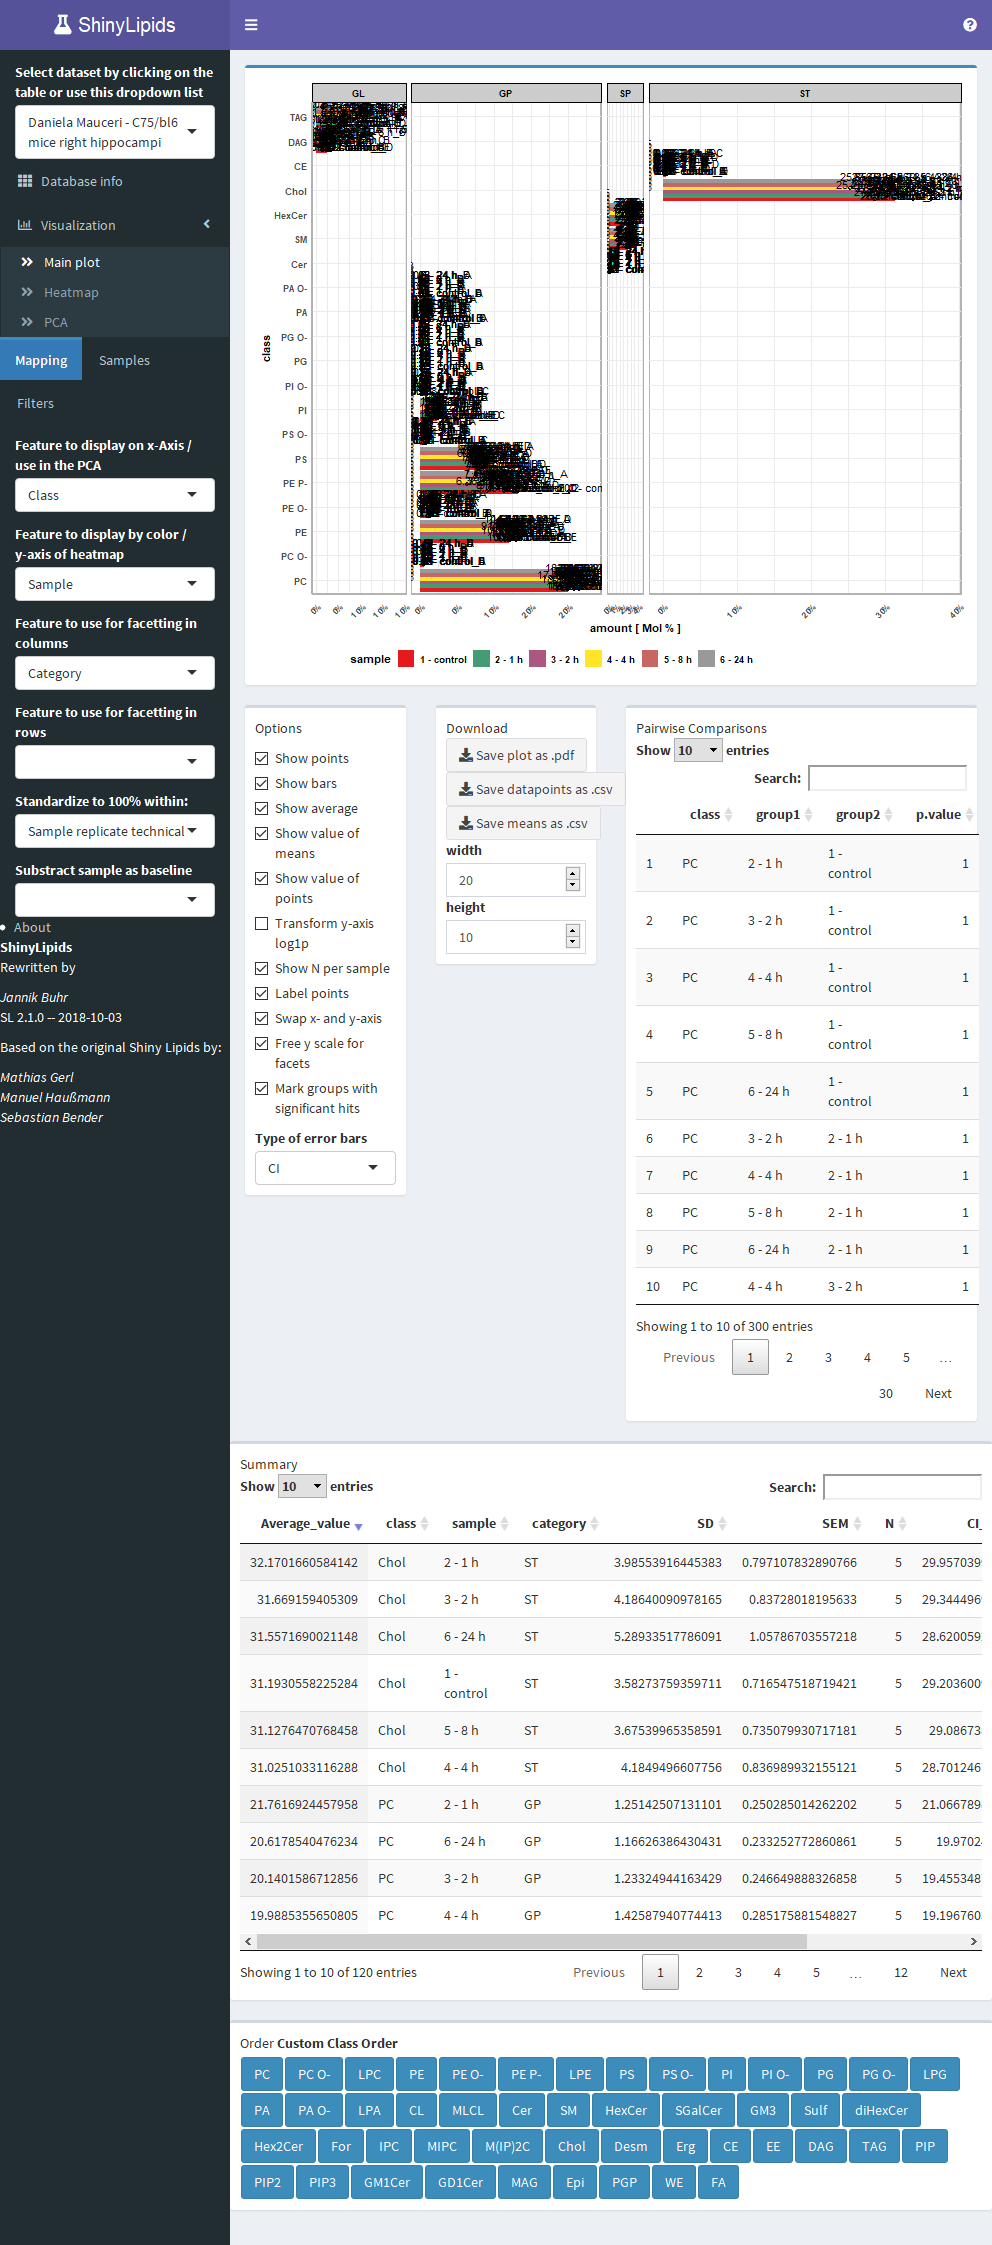 ShinyLipids
Select dataset by clicking on the
table or use this dropdown list
Daniela Mauceri - C75/bl6
mice right hippocampi
Database info
Visualization
Main plot
Heatmap
PCA
Mapping
Samples
Filters
Feature to display on x-Axis /
use in the PCA
Class
Feature to display by color /
y-axis of heatmap
Sample
Feature to use for facetting in
columns
Category
Feature to use for facetting in
rows
Standardize to 100% within:
Sample replicate technical
Substract sample as baseline
About
ShinyLipids
Rewritten by
Jannik Buhr
SL 2.1.0 -- 2018-10-03
Based on the original Shiny Lipids by:
Mathias Gerl
Manuel Haußmann
Sebastian Bender
GL GP SP ST
TAG
DAG
CE
Chol
HexCer
SM
Cer
PA O-
PA
PG O-
PG
PI O-
PI
PS O-
PS
PE P-
PE O-
PE
PC O-
PC
class
0% 0% 10% 10% 10% 0% 0% 10% 20% 20% 0% 10% 20% 30% 40%
amount [ Mol % ]
sample 1 - control 2 - 1 h 3 - 2 h 4 - 4 h 5 - 8 h 6 - 24 h
Options
Show points
Show bars
Show average
Show value of
means
Show value of
points
Transform y-axis
log1p
Show N per sample
Label points
Swap x- and y-axis
Free y scale for
facets
Mark groups with
significant hits
Type of error bars
CI
Download
Save plot as .pdf
Save datapoints as .csv
Save means as .csv
width
20
height
10
Pairwise Comparisons
Show 10 entries
Search:
class group1 group2 p.value
1 PC 2 - 1 h 1 -
control 1
2 PC 3 - 2 h 1 -
control 1
3 PC 4 - 4 h 1 -
control 1
4 PC 5 - 8 h 1 -
control 1
5 PC 6 - 24 h 1 -
control 1
6 PC 3 - 2 h 2 - 1 h 1
7 PC 4 - 4 h 2 - 1 h 1
8 PC 5 - 8 h 2 - 1 h 1
9 PC 6 - 24 h 2 - 1 h 1
10 PC 4 - 4 h 3 - 2 h 1
Showing 1 to 10 of 300 entries
Previous 1 2 3 4 5 …
30 Next
Summary
Show 10 entries
Search:
Average_value class sample category SD SEM N CI_
32.1701660584142 Chol 2 - 1 h ST 3.98553916445383 0.797107832890766 5 29.957039
31.669159405309 Chol 3 - 2 h ST 4.18640090978165 0.83728018195633 5 29.344496
31.5571690021148 Chol 6 - 24 h ST 5.28933517786091 1.05786703557218 5 28.620059
31.1930558225284 Chol 1 -
control ST 3.58273759359711 0.716547518719421 5 29.203600
31.1276470768458 Chol 5 - 8 h ST 3.67539965358591 0.735079930717181 5 29.08673
31.0251033116288 Chol 4 - 4 h ST 4.1849496607756 0.836989932155121 5 28.701246
21.7616924457958 PC 2 - 1 h GP 1.25142507131101 0.250285014262202 5 21.066789
20.6178540476234 PC 6 - 24 h GP 1.16626386430431 0.233252772860861 5 19.9702
20.1401586712856 PC 3 - 2 h GP 1.23324944163429 0.246649888326858 5 19.455348
19.9885355650805 PC 4 - 4 h GP 1.42587940774413 0.285175881548827 5 19.196760
Showing 1 to 10 of 120 entries
Previous 1 2 3 4 5 … 12 Next
Order Custom Class Order
PC PC O- LPC PE PE O- PE P- LPE PS PS O- PI PI O- PG PG O- LPG
PA PA O- LPA CL MLCL Cer SM HexCer SGalCer GM3 Sulf diHexCer
Hex2Cer For IPC MIPC M(IP)2C Chol Desm Erg CE EE DAG TAG PIP
PIP2 PIP3 GM1Cer GD1Cer MAG Epi PGP WE FA